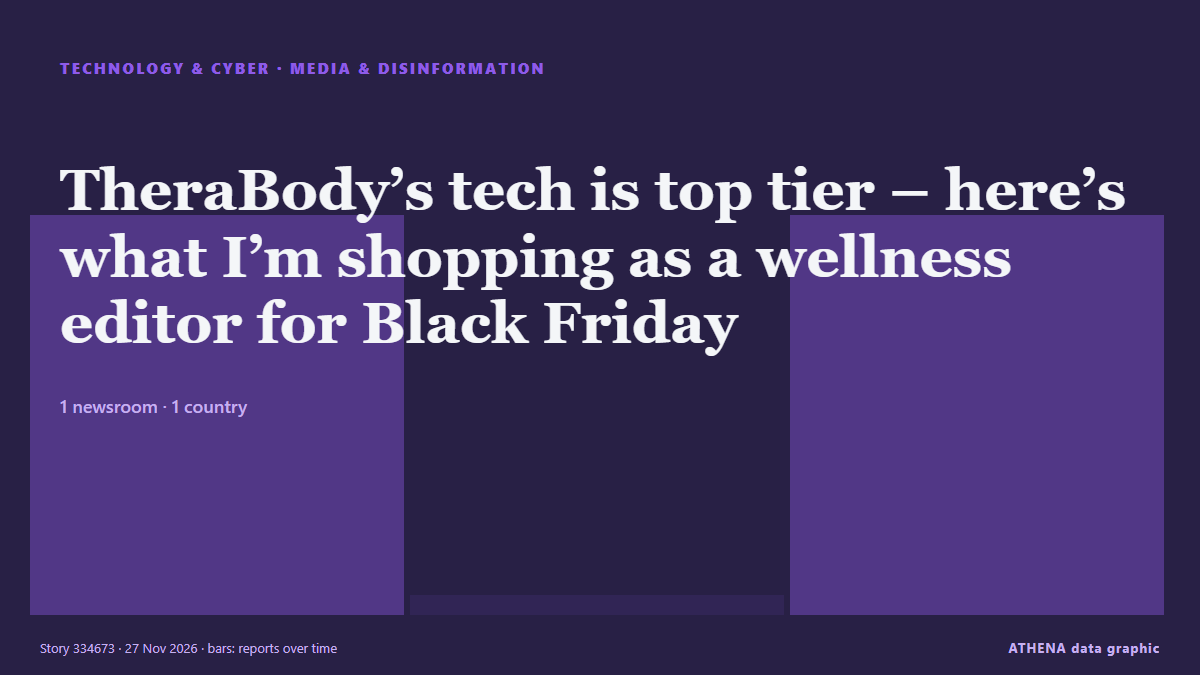 TECHNOLOGY & CYBER · MEDIA & DISINFORMATION
TheraBody’s tech is top tier – here’s
what I’m shopping as a wellness
editor for Black Friday
1 newsroom · 1 country
Story 334673 · 27 Nov 2026 · bars: reports over time
ATHENA data graphic